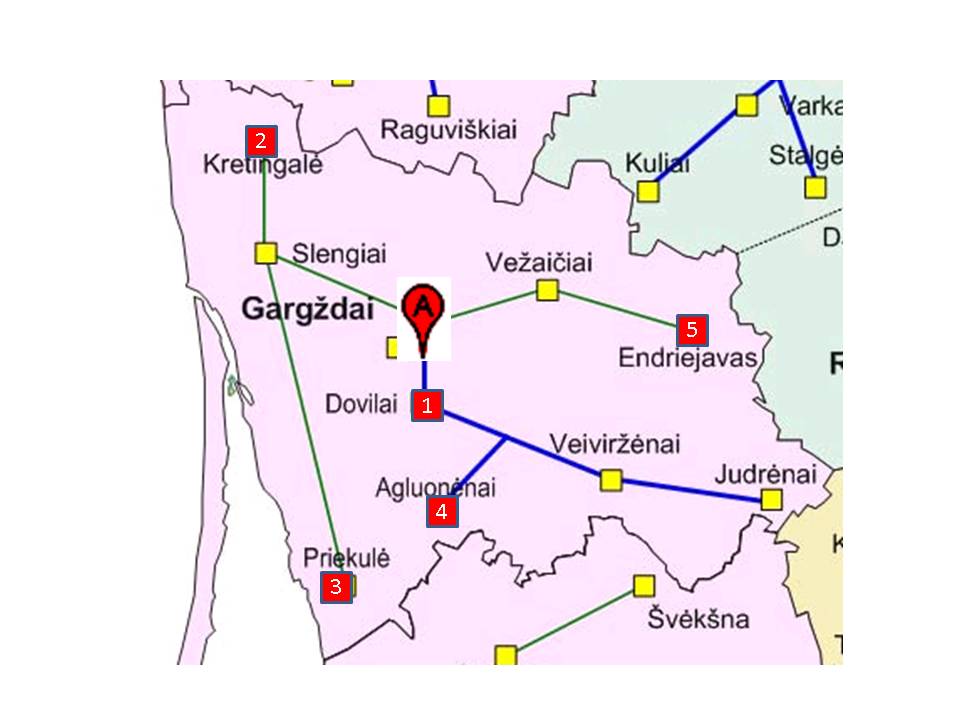 Raguviškiai
Varka
2
Kretingalė
Kuliai
Stalgė
Slengiai
Vežaičiai
D
Gargždai
A
5
Endriejavas
R
Dovilai
1
Veiviržėnai
Judrėnai
Agluonėnai
4
K
Priekulė
3
Švėkšna
T